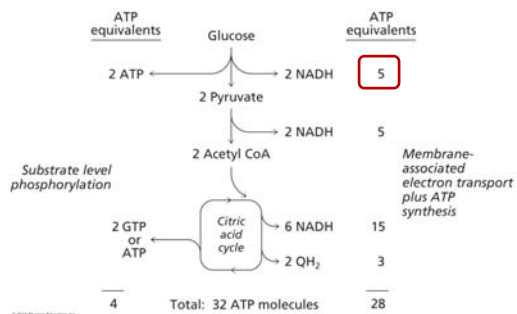 ATP
equivalents
ATP
equivalents
Glucose
2 ATP
2 NADH
5
2 Pyruvate
2 NADH
5
2 Acetyl CoA
Substrate level
phosphorylation
Membrane-
associated
electron transport
plus ATP
synthesis
Citric
acid
cycle
2 GTP
or
ATP
6 NADH
15
2 QH₂
3
4
Total: 32 ATP molecules
28